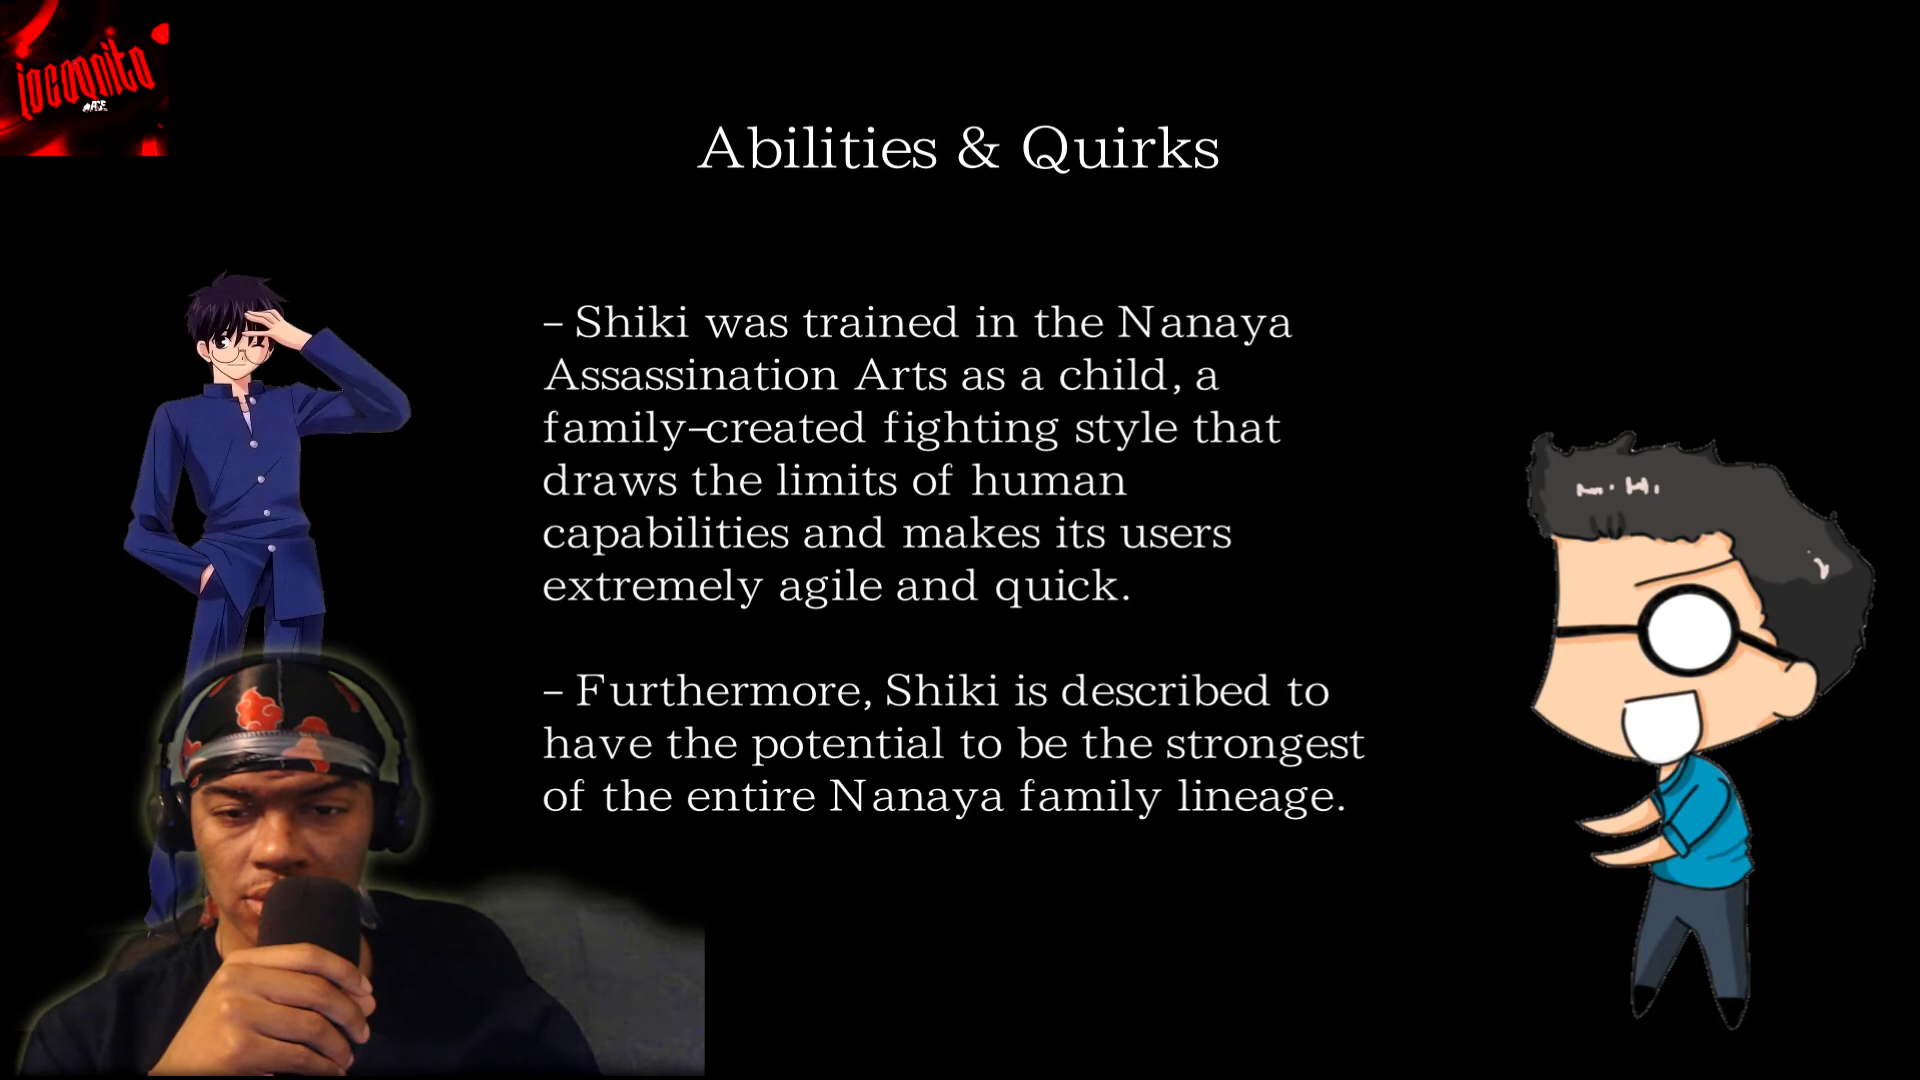 incognito
ACE
Abilities & Quirks
– Shiki was trained in the Nanaya
Assassination Arts as a child, a
family–created fighting style that
draws the limits of human
capabilities and makes its users
extremely agile and quick.
– Furthermore, Shiki is described to
have the potential to be the strongest
of the entire Nanaya family lineage.